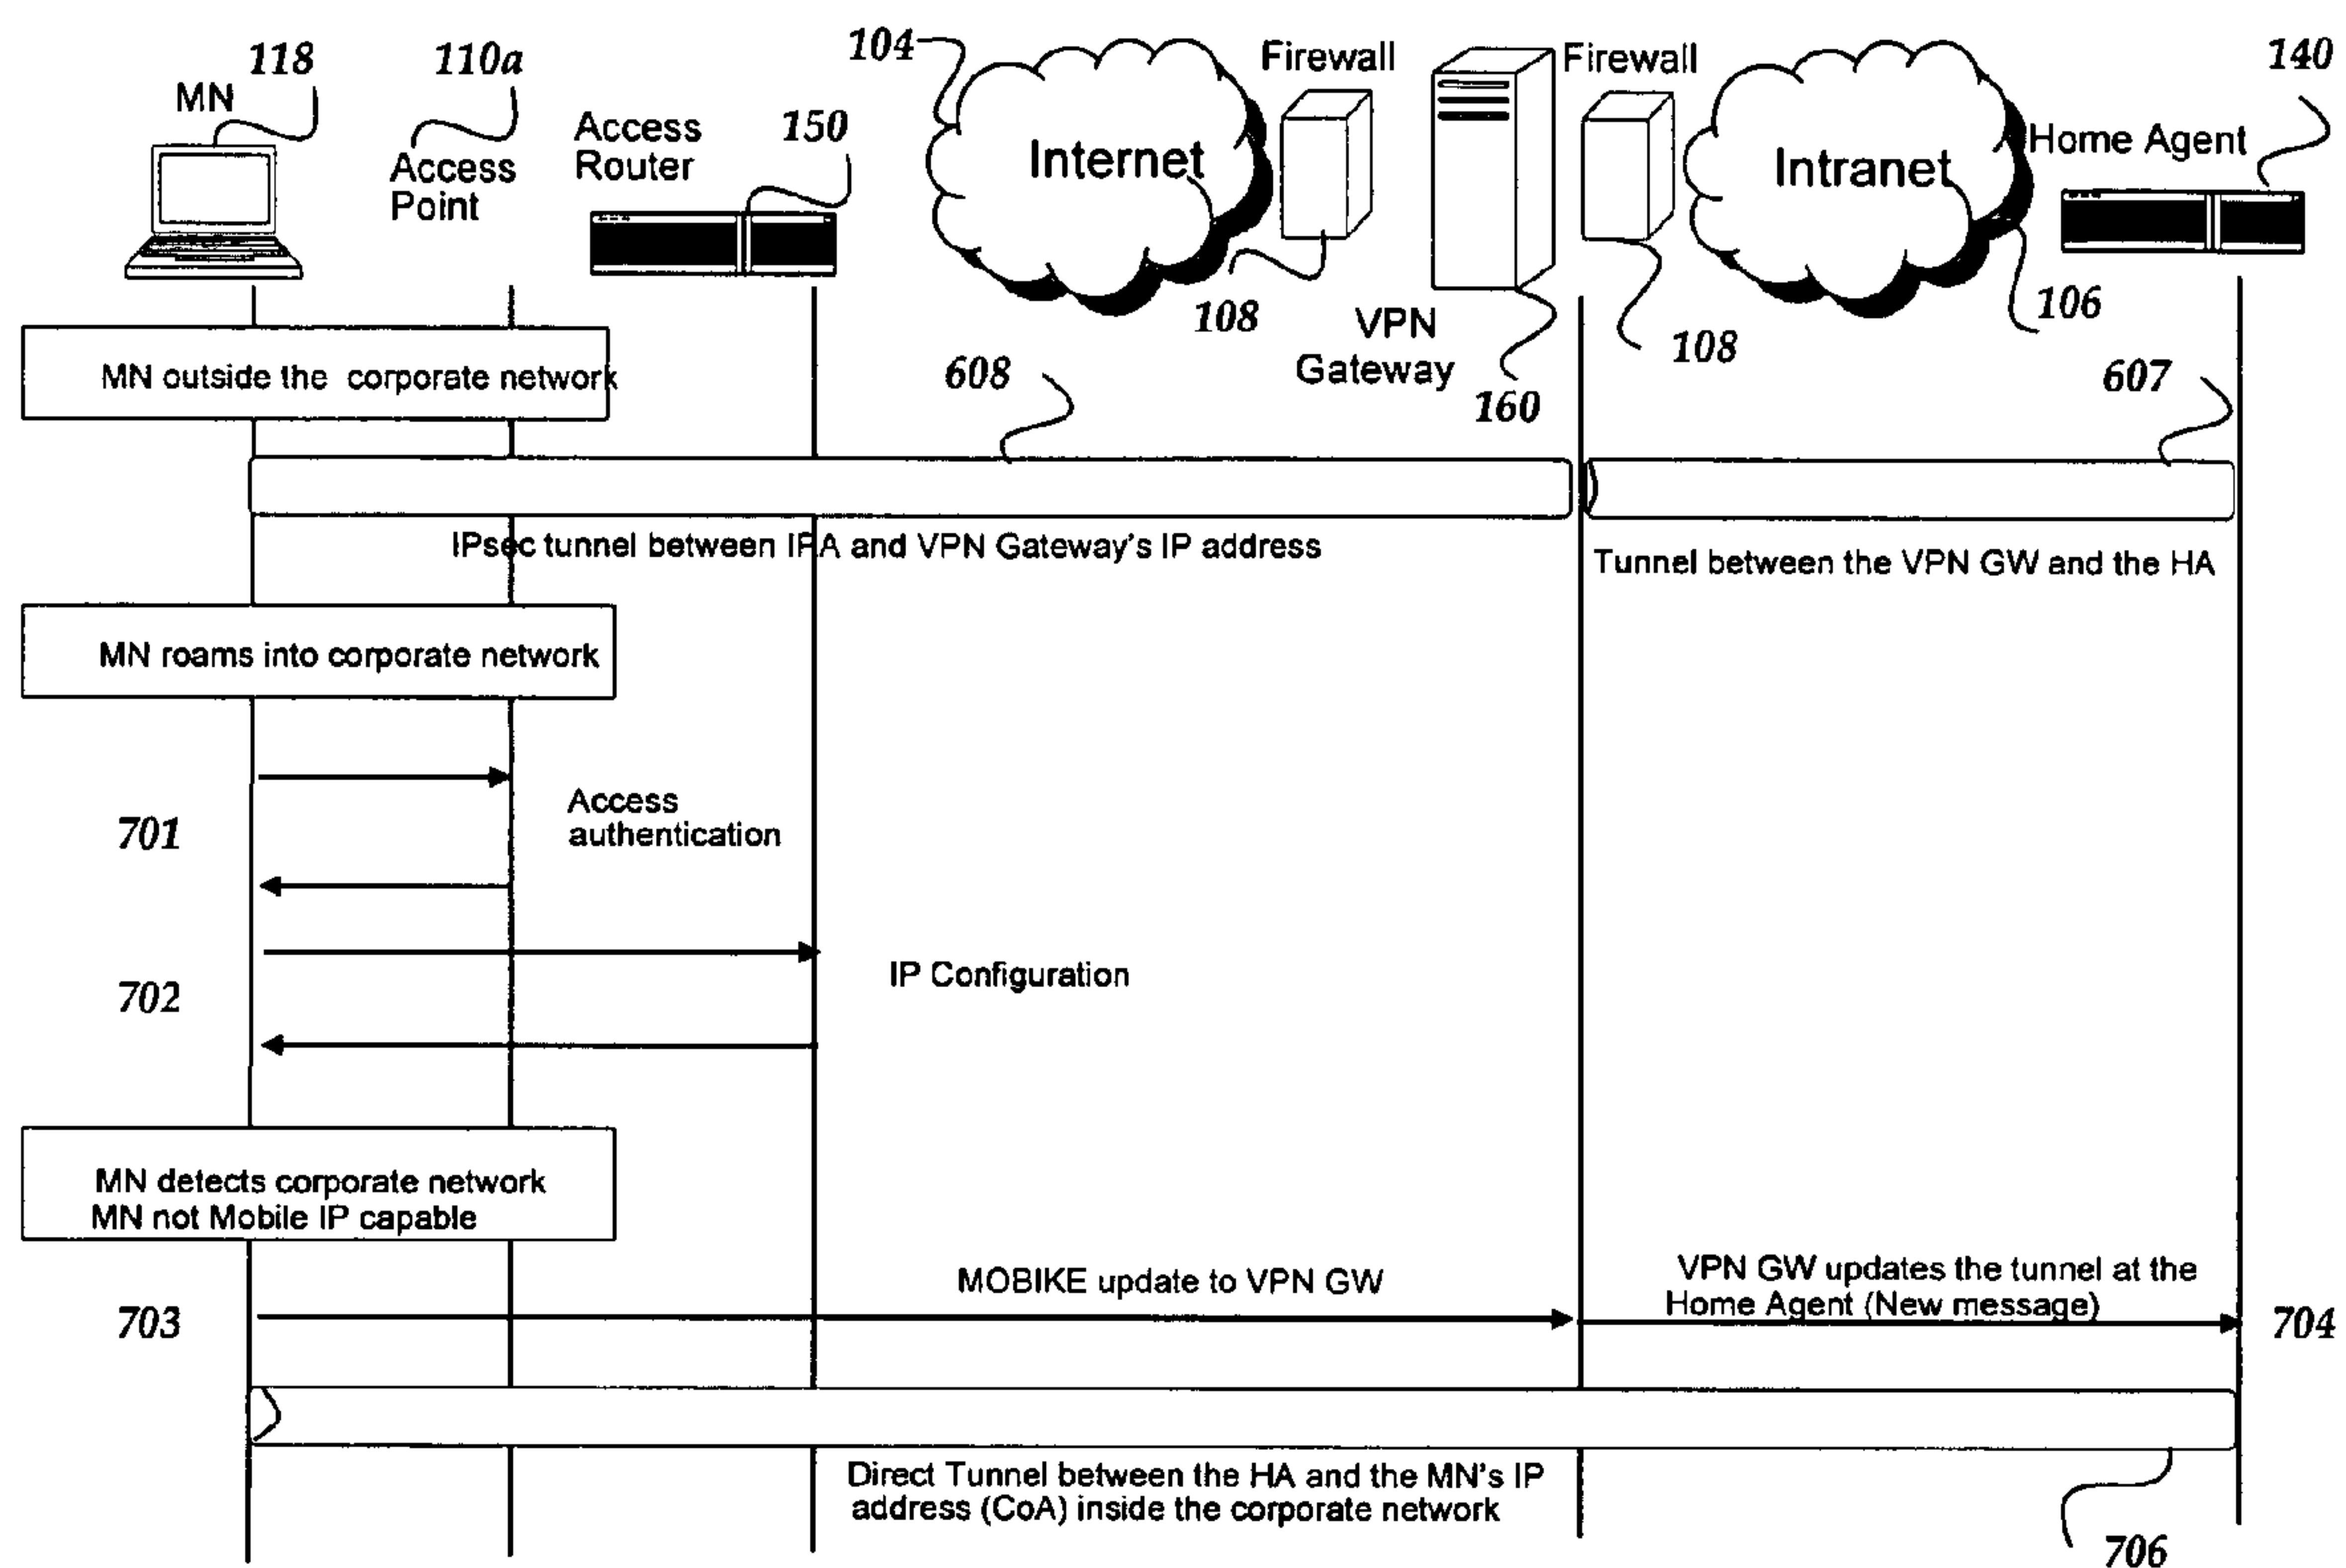 118
MN
110a
Access
Point
Access
Router
150
104
Internet
Firewall
108
VPN
Gateway
160
Firewall
108
Intranet
106
Home Agent
140
MN outside the corporate network
608
607
IPsec tunnel between IPA and VPN Gateway's IP address
Tunnel between the VPN GW and the HA
MN roams into corporate network
701
Access
authentication
702
IP Configuration
MN detects corporate network
MN not Mobile IP capable
703
MOBIKE update to VPN GW
VPN GW updates the tunnel at the
Home Agent (New message)
704
Direct Tunnel between the HA and the MN's IP
address (CoA) inside the corporate network
706